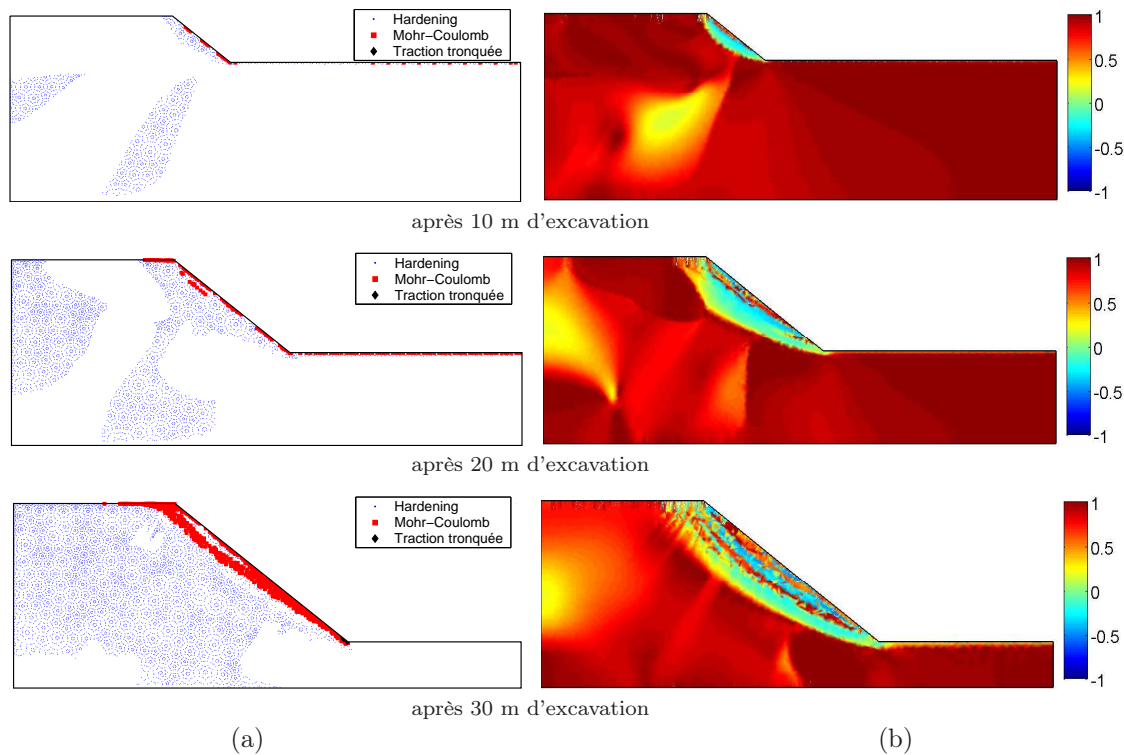 Hardening
Mohr−Coulomb
Traction tronquée
1
0.5
0
-0.5
-1
après 10 m d'excavation
Hardening
Mohr−Coulomb
Traction tronquée
1
0.5
0
-0.5
-1
après 20 m d'excavation
Hardening
Mohr−Coulomb
Traction tronquée
1
0.5
0
-0.5
-1
après 30 m d'excavation
(a)
(b)